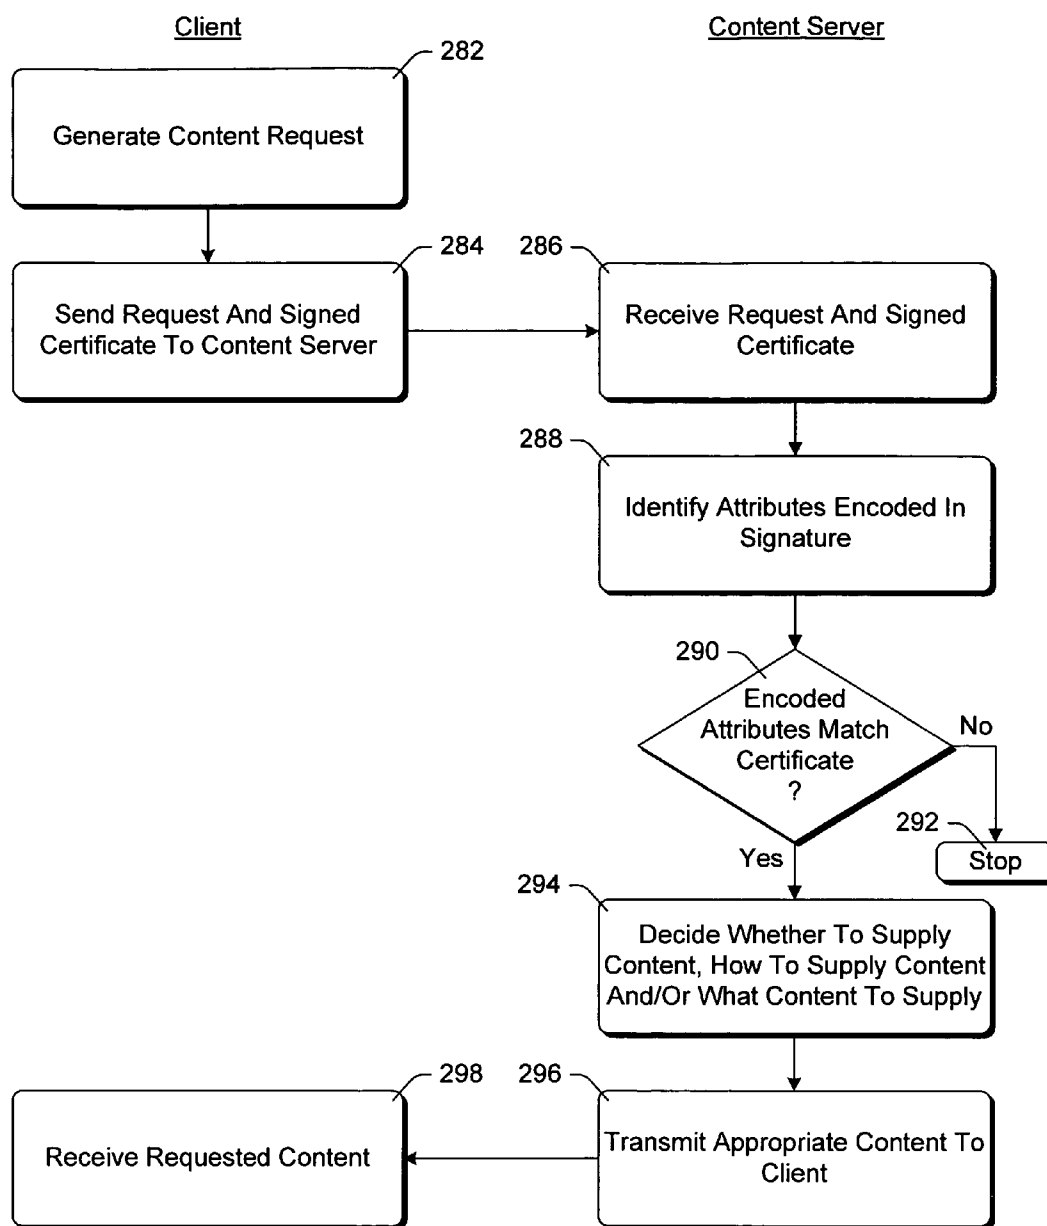 Client
Content Server
282
Generate Content Request
284
286
Send Request And Signed
Certificate To Content Server
Receive Request And Signed
Certificate
288
Identify Attributes Encoded In
Signature
290
Encoded
Attributes Match
Certificate
?
No
292
Stop
Yes
294
Decide Whether To Supply
Content, How To Supply Content
And/Or What Content To Supply
298
296
Receive Requested Content
Transmit Appropriate Content To
Client